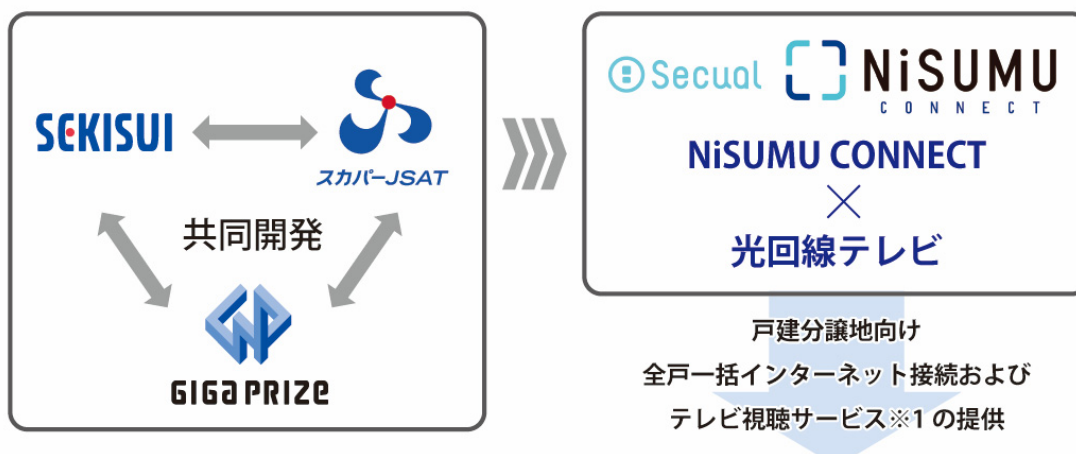 SEKISUI
スカパーJSAT
共同開発
GIGA PRIZE
Secual
NiSUMU
CONNECT
NiSUMU CONNECT
×
光回線テレビ
戸建分譲地向け
全戸一括インターネット接続および
テレビ視聴サービス※1の提供